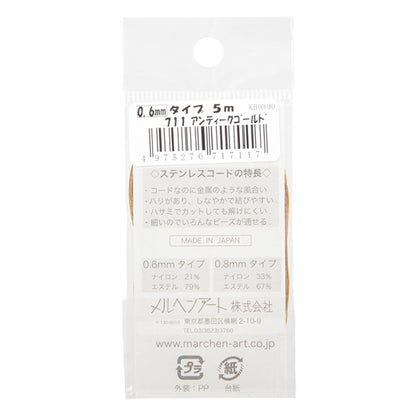 0.6mm タイプ 5m
711 アンティークゴールド
4975270717117
◇ステンレスコードの特長◇
・コードなのに金属のような風合い
・ハリがあり、しなやかで結びやすい
・ハサミでカットしても解けにくい
・細いのでいろんなビーズが通せる。
MADE IN JAPAN
0.6mmタイプ
ナイロン 21%
エステル 79%
0.8mmタイプ
ナイロン 33%
エステル 67%
メルヘンアート株式会社
東京都墨田区横網 2-10-9
TEL.03(3623)3760
www.marchen-art.co.jp
プラ
外装:PP
紙
台紙